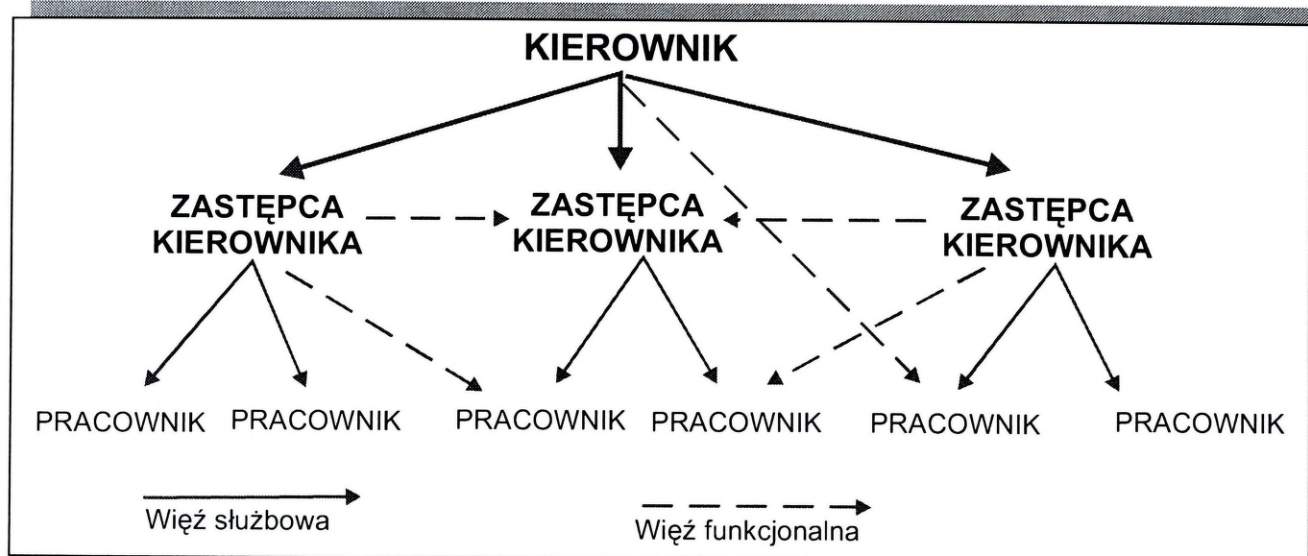 KIEROWNIK
ZASTĘPCA
KIEROWNIKA
ZASTĘPCA
KIEROWNIKA
ZASTĘPCA
KIEROWNIKA
PRACOWNIK
PRACOWNIK
PRACOWNIK
PRACOWNIK
PRACOWNIK
PRACOWNIK
Więź służbowa
Więź funkcjonalna